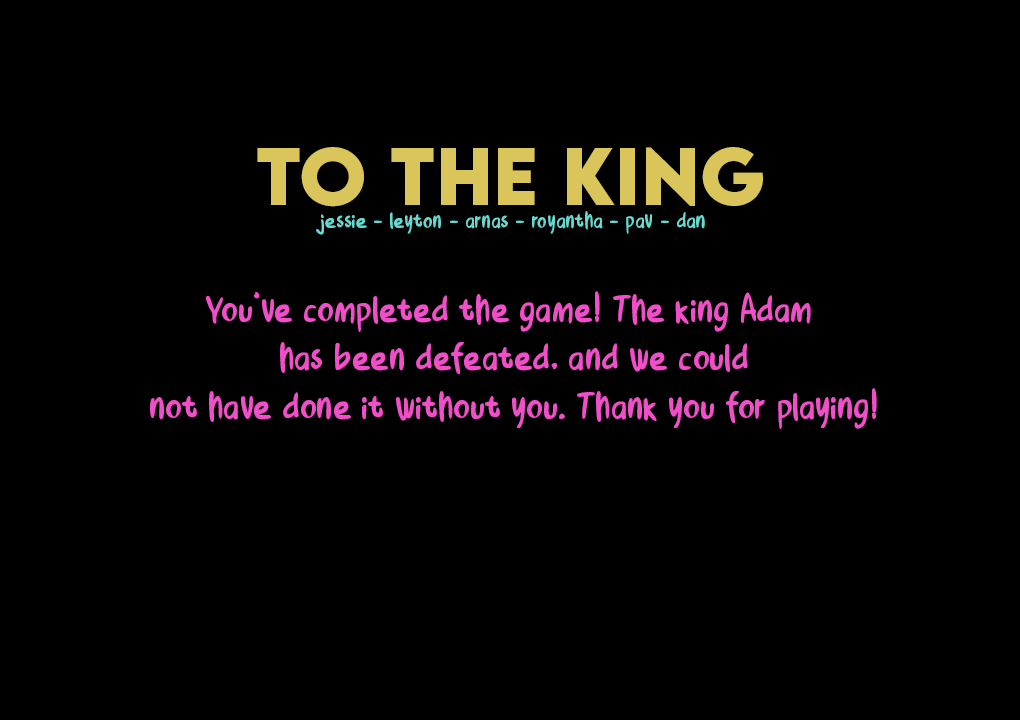 TO THE KING
jessie - leyton - arnas - royantha - pav - dan
You've completed the game! The king Adam
has been defeated. and we could
not have done it without you. Thank you for playing!